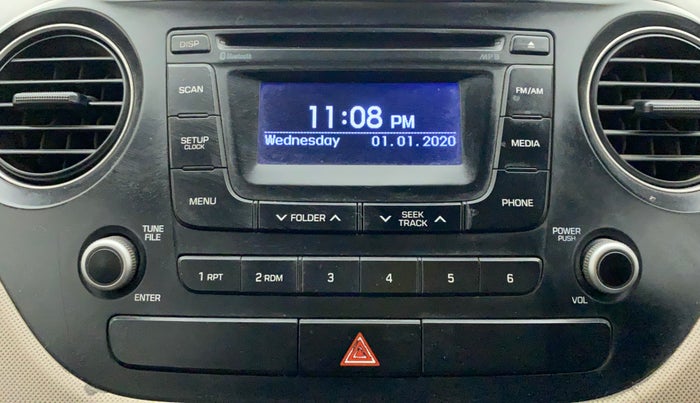 DISP
Bluetooth
MP3
SCAN
FM/AM
11:08 PM
Wednesday 01.01.2020
SETUP
CLOCK
MEDIA
MENU
FOLDER
SEEK
TRACK
PHONE
TUNE
FILE
POWER
PUSH
1 RPT
2 RDM
3
4
5
6
ENTER
VOL